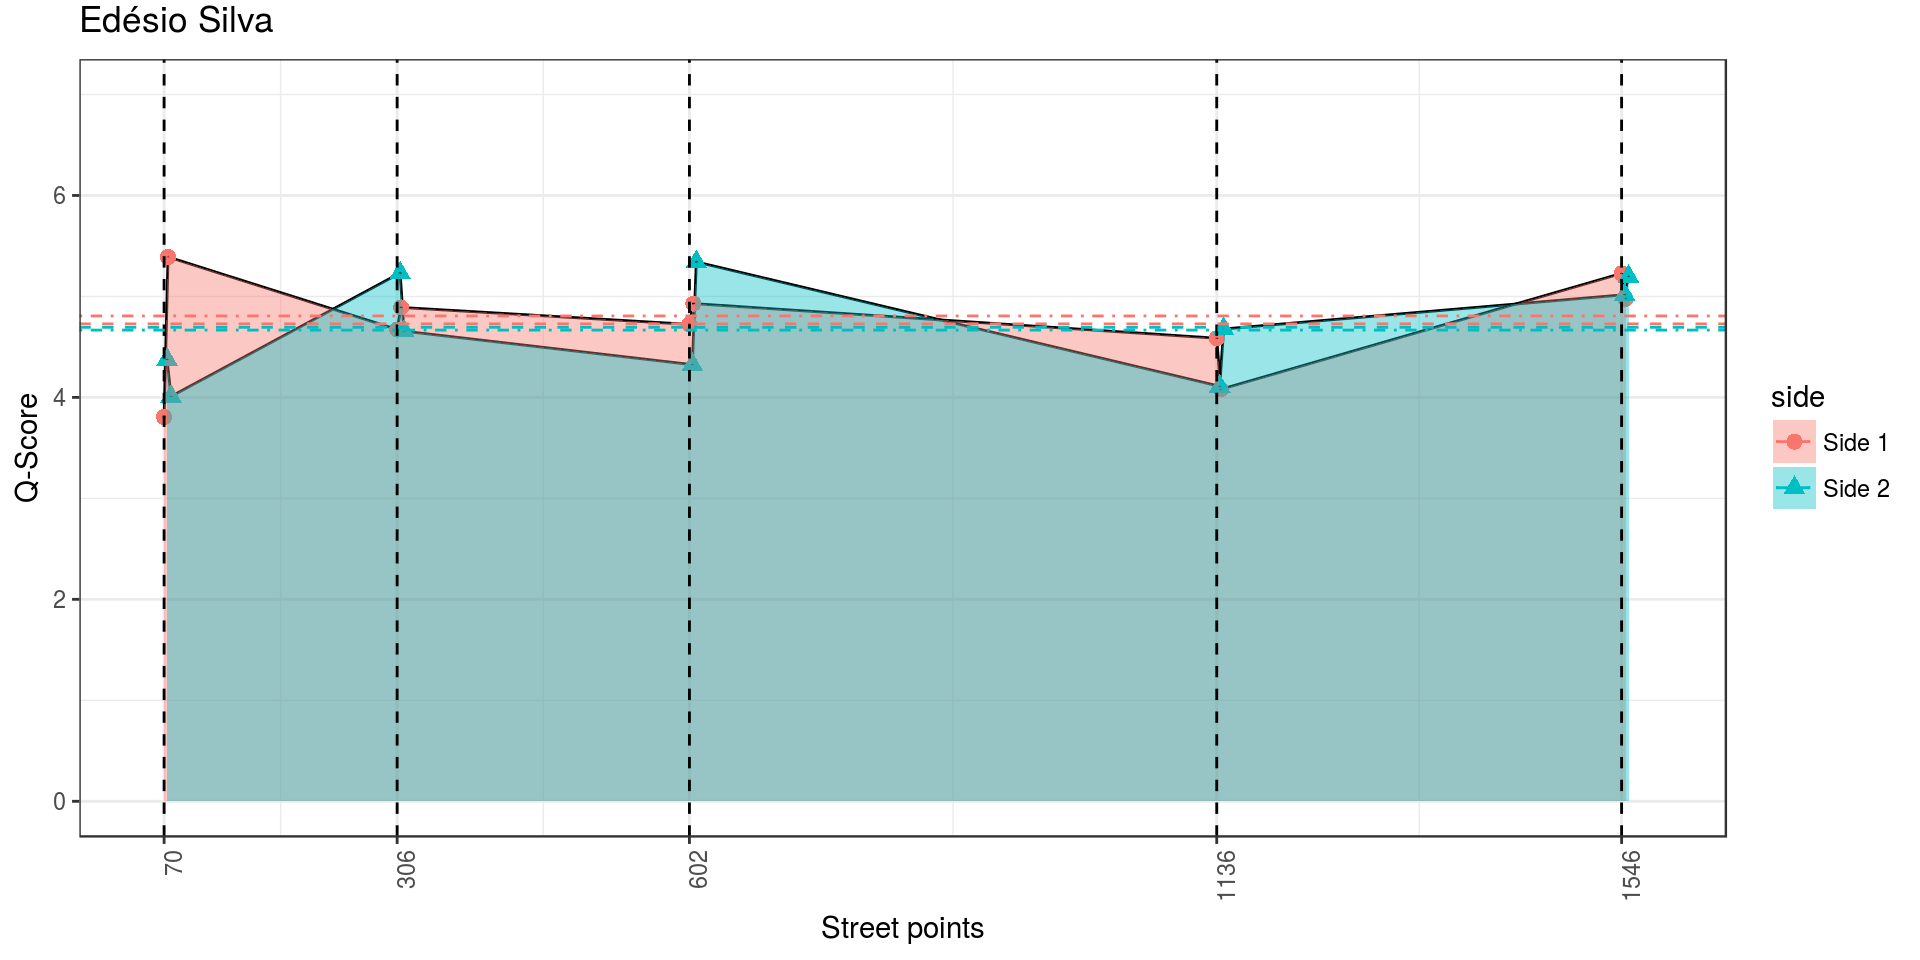 Edésio Silva
Q-Score
6
4
2
0
70
306
602
1136
1546
Street points
side
Side 1
Side 2